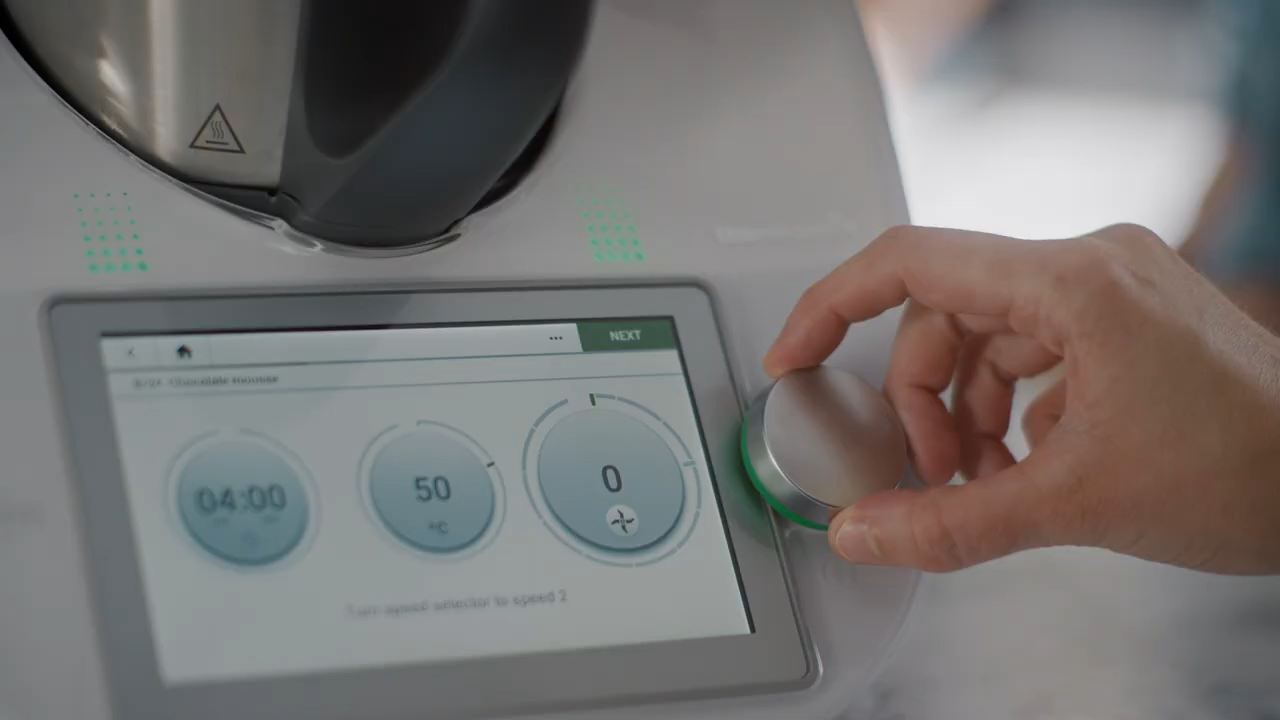 NEXT
Chocolate mousse
04:00
50
°C
0
Turn speed selector to speed 2